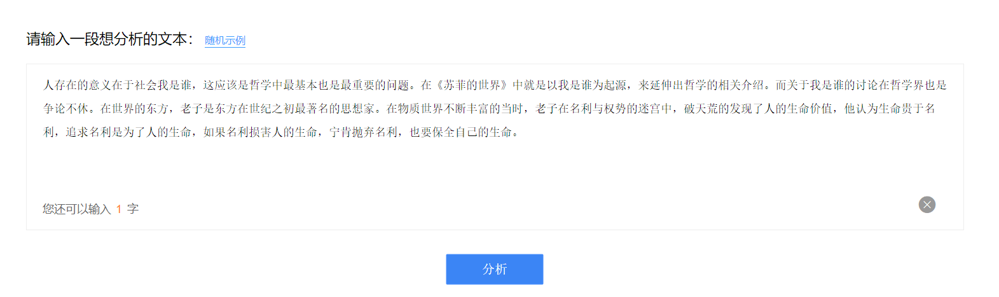 请输入一段想分析的文本： 随机示例
人存在的意义在于社会我是谁，这应该是哲学中最基本也是最重要的问题。在《苏菲的世界》中就是以我是谁为起源，来延伸出哲学的相关介绍。而关于我是谁的讨论在哲学界也是
争论不休。在世界的东方，老子是东方在世纪之初最著名的思想家。在物质世界不断丰富的当时，老子在名利与权势的迷宫中，破天荒的发现了人的生命价值，他认为生命贵于名
利，追求名利是为了人的生命，如果名利损害人的生命，宁肯抛弃名利，也要保全自己的生命。
您还可以输入 1 字
分析